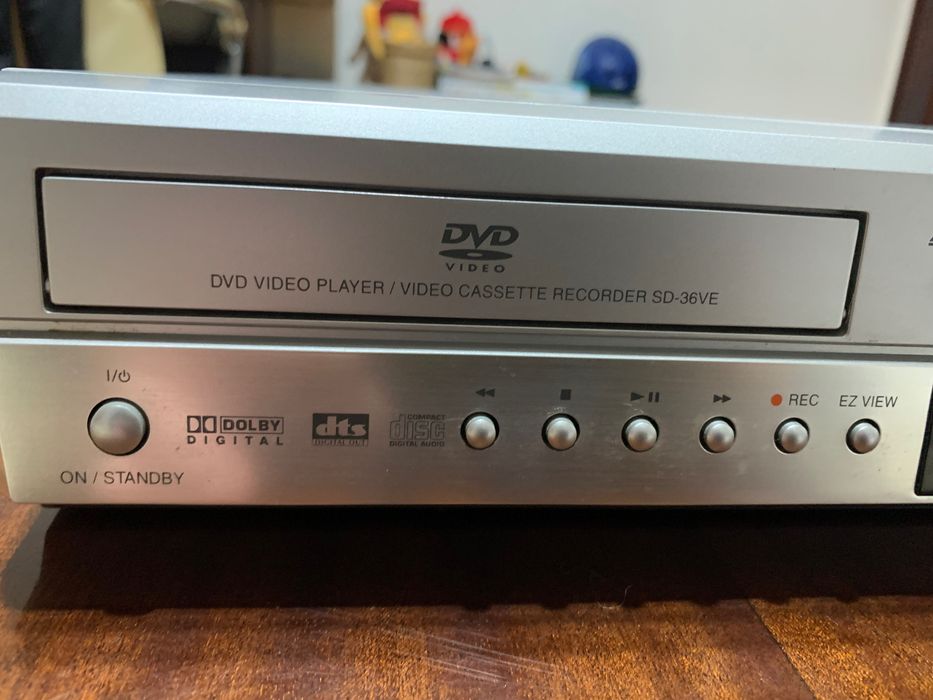 DVD
VIDEO
DVD VIDEO PLAYER / VIDEO CASSETTE RECORDER SD-36VE
I/⏻
ON / STANDBY
DOLBY
DIGITAL
dts
DIGITAL OUT
COMPACT
disc
DIGITAL AUDIO
REC
EZ VIEW